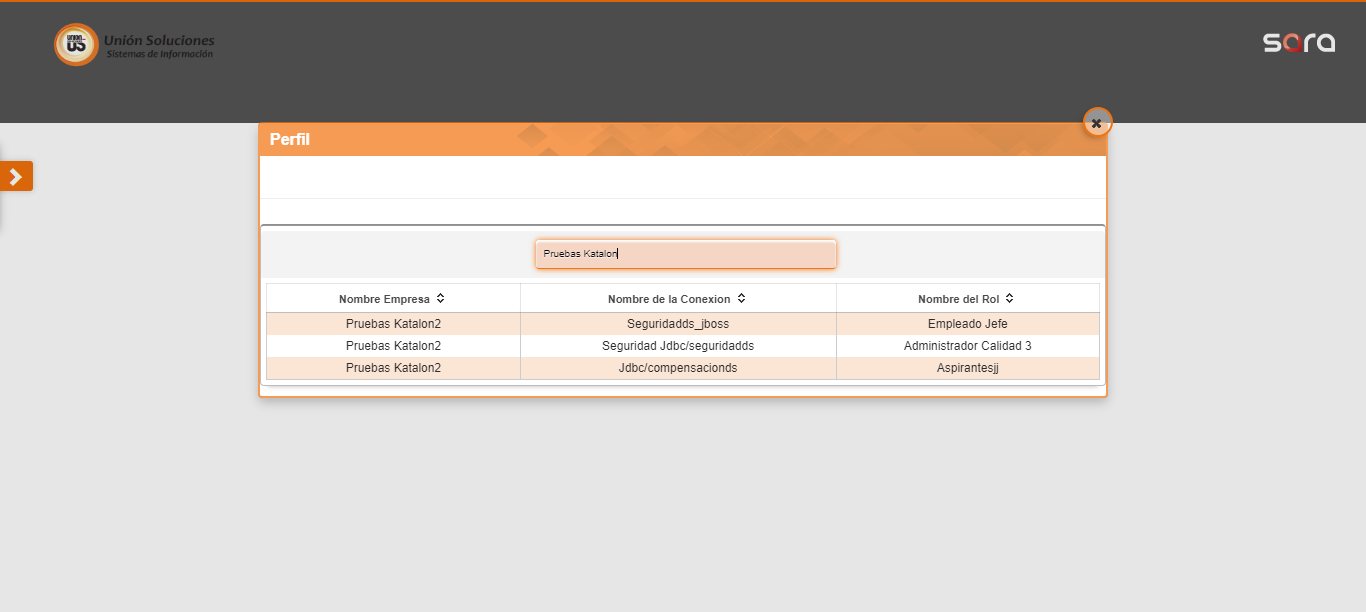 UNION
US
Unión Soluciones
Sistemas de Información
sara
Perfil
Pruebas Katalon
Nombre Empresa Nombre de la Conexion Nombre del Rol
Pruebas Katalon2 Seguridadds_jboss Empleado Jefe
Pruebas Katalon2 Seguridad Jdbc/seguridadds Administrador Calidad 3
Pruebas Katalon2 Jdbc/compensacionds Aspirantesjj